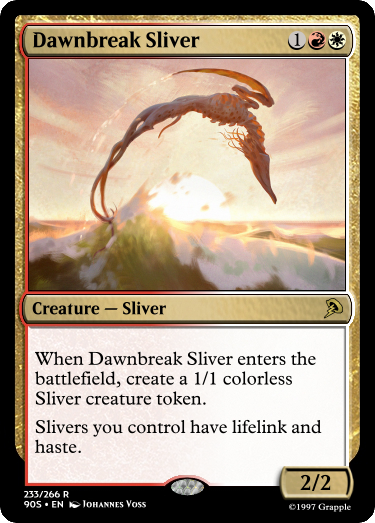 Dawnbreak Sliver 1
Creature — Sliver
When Dawnbreak Sliver enters the
battlefield, create a 1/1 colorless
Sliver creature token.
Slivers you control have lifelink and
haste.
2/2
233/266 R
90S • EN Johannes Voss
©1997 Grapple